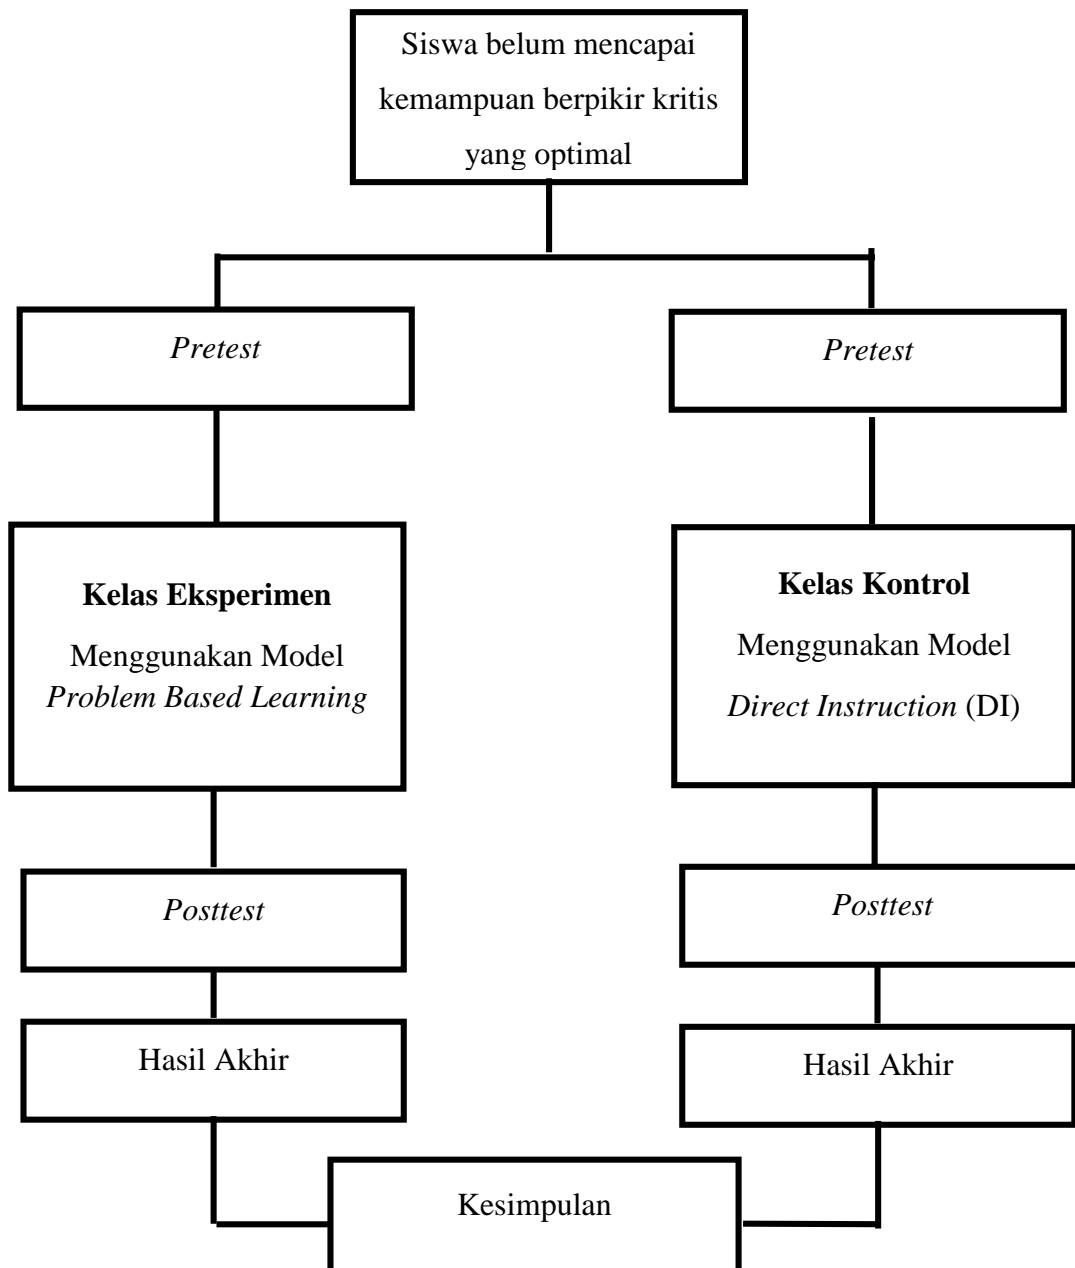 Siswa belum mencapai
kemampuan berpikir kritis
yang optimal
Pretest
Pretest
Kelas Eksperimen
Menggunakan Model
Problem Based Learning
Kelas Kontrol
Menggunakan Model
Direct Instruction (DI)
Posttest
Posttest
Hasil Akhir
Hasil Akhir
Kesimpulan